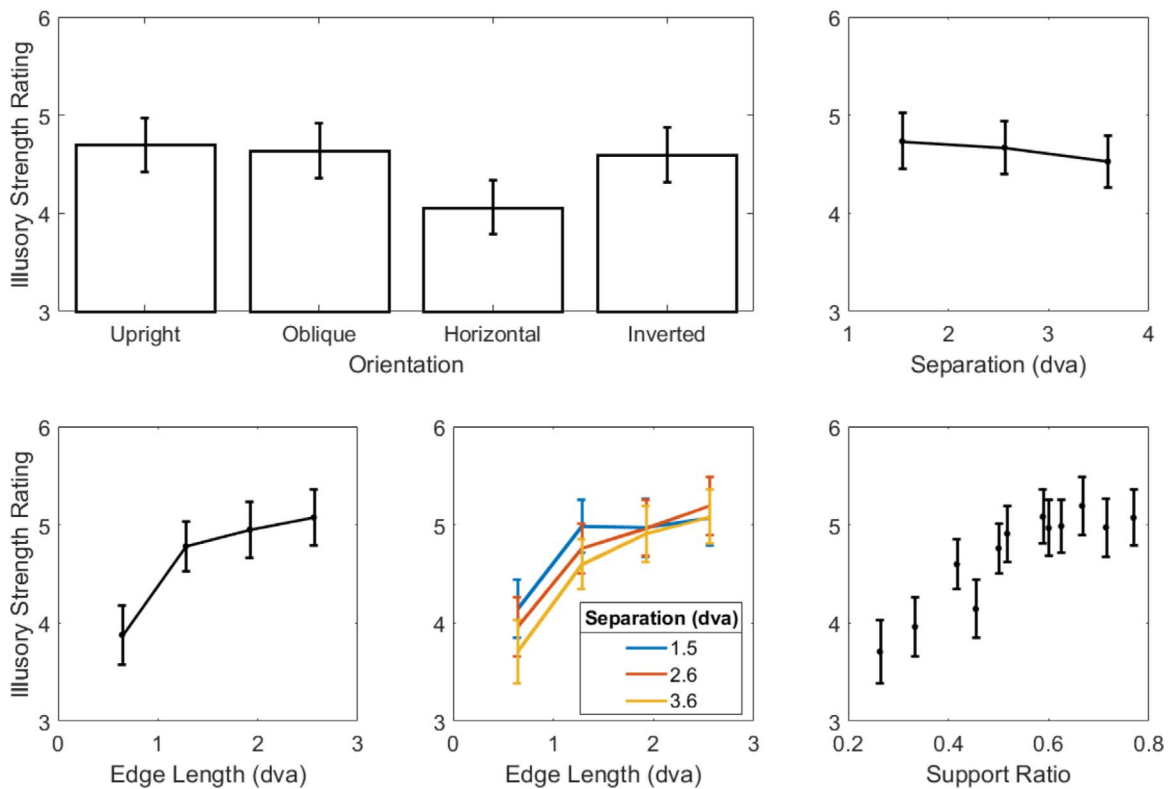 Illusory Strength Rating
6
5
4
3
Upright Oblique Horizontal Inverted
Orientation
6
5
4
3
1 2 3 4
Separation (dva)
Illusory Strength Rating
6
5
4
3
0 1 2 3
Edge Length (dva)
6
5
4
3
Separation (dva)
1.5
2.6
3.6
0 1 2 3
Edge Length (dva)
6
5
4
3
0.2 0.4 0.6 0.8
Support Ratio